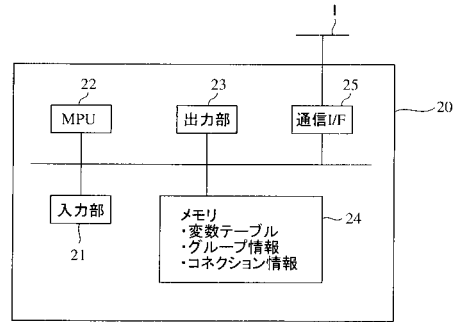 1
22
23
25
20
MPU
出力部
通信I/F
入力部
21
メモリ
・変数テーブル
・グループ情報
・コネクション情報
24